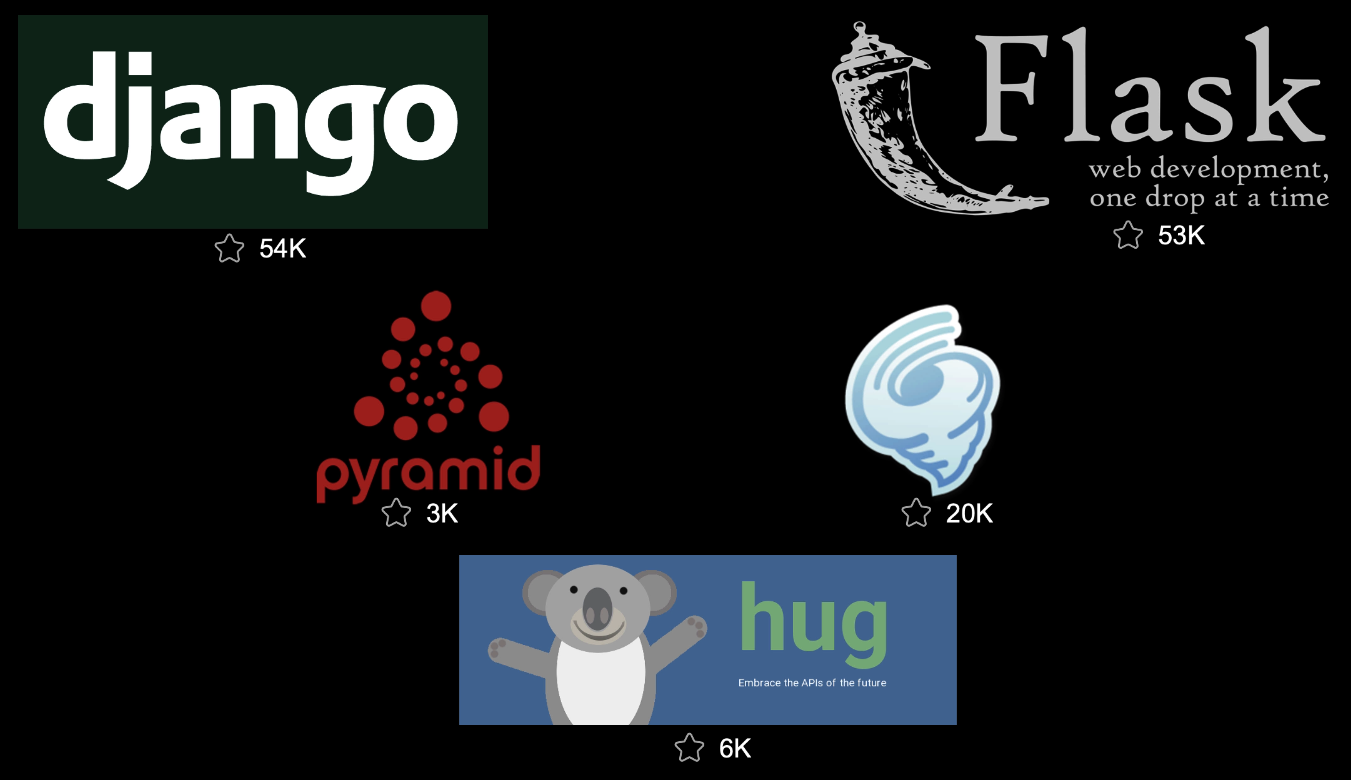 django
54K
Flask
web development,
one drop at a time
53K
pyramid
3K
20K
hug
Embrace the APIs of the future
6K